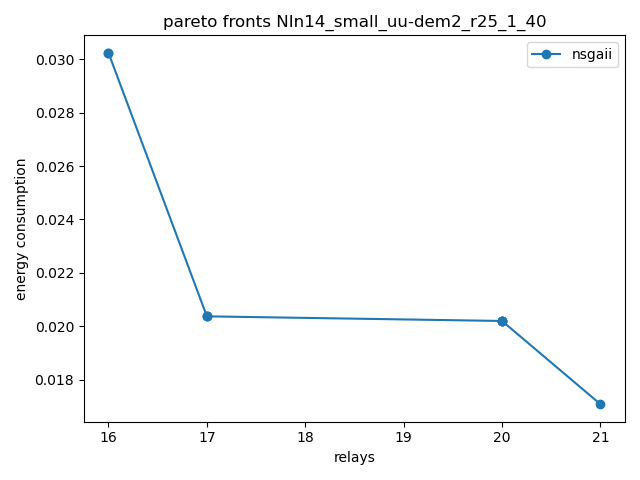 pareto fronts NIn14_small_uu-dem2_r25_1_40
nsgaii
energy consumption
0.030
0.028
0.026
0.024
0.022
0.020
0.018
16 17 18 19 20 21
relays